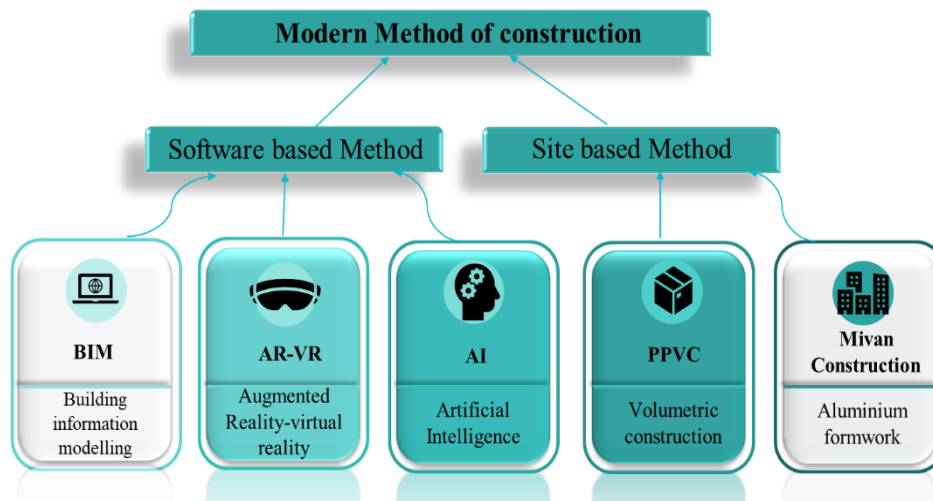 Modern Method of construction
Software based Method
Site based Method
BIM
Building
information
modelling
AR-VR
Augmented
Reality-virtual
reality
AI
Artificial
Intelligence
PPVC
Volumetric
construction
Mivan
Construction
Aluminium
formwork